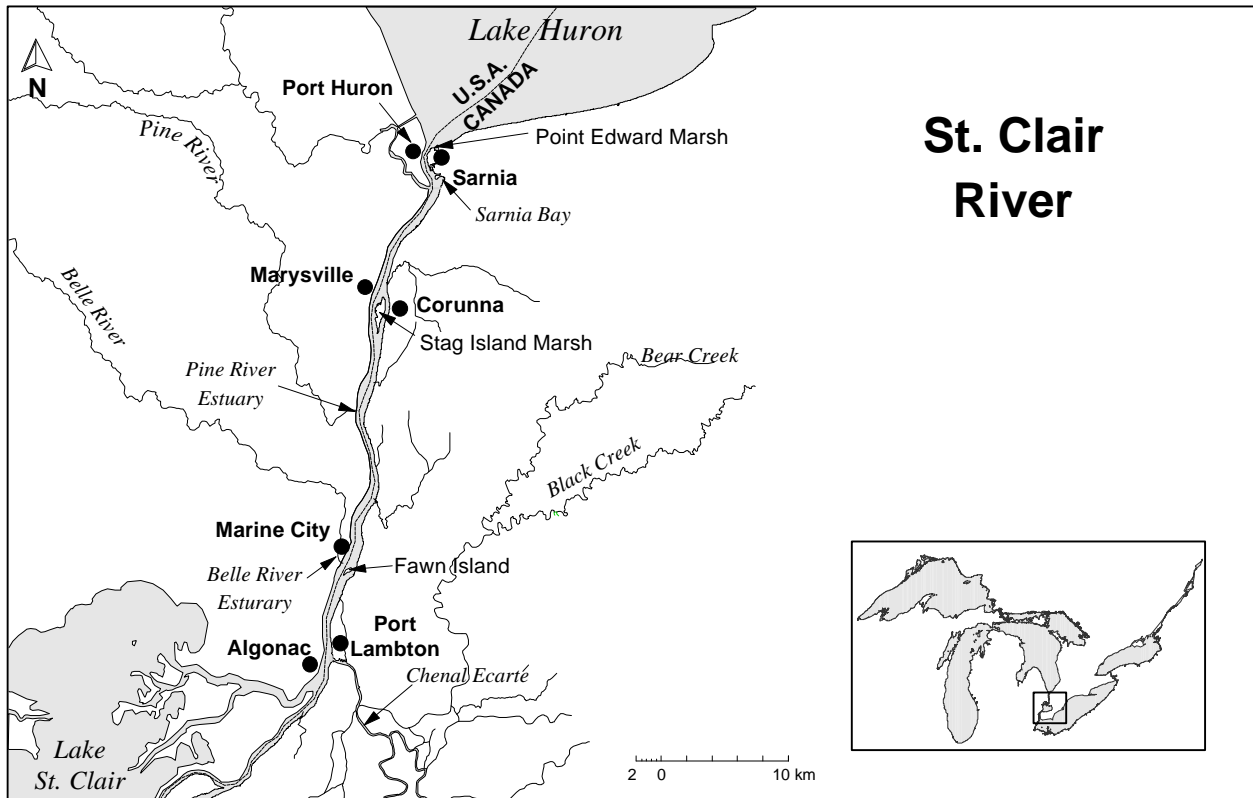 Lake Huron
U.S.A.
CANADA
N
Port Huron
Pine River
Point Edward Marsh
St. Clair
River
Sarnia
Sarnia Bay
Marysville
Belle River
Corunna
Stag Island Marsh
Bear Creek
Pine River
Estuary
Black Creek
Marine City
Fawn Island
Belle River
Esturary
Port
Lambton
Algonac
Chenal Ecarté
Lake
St. Clair
2 0 10 km